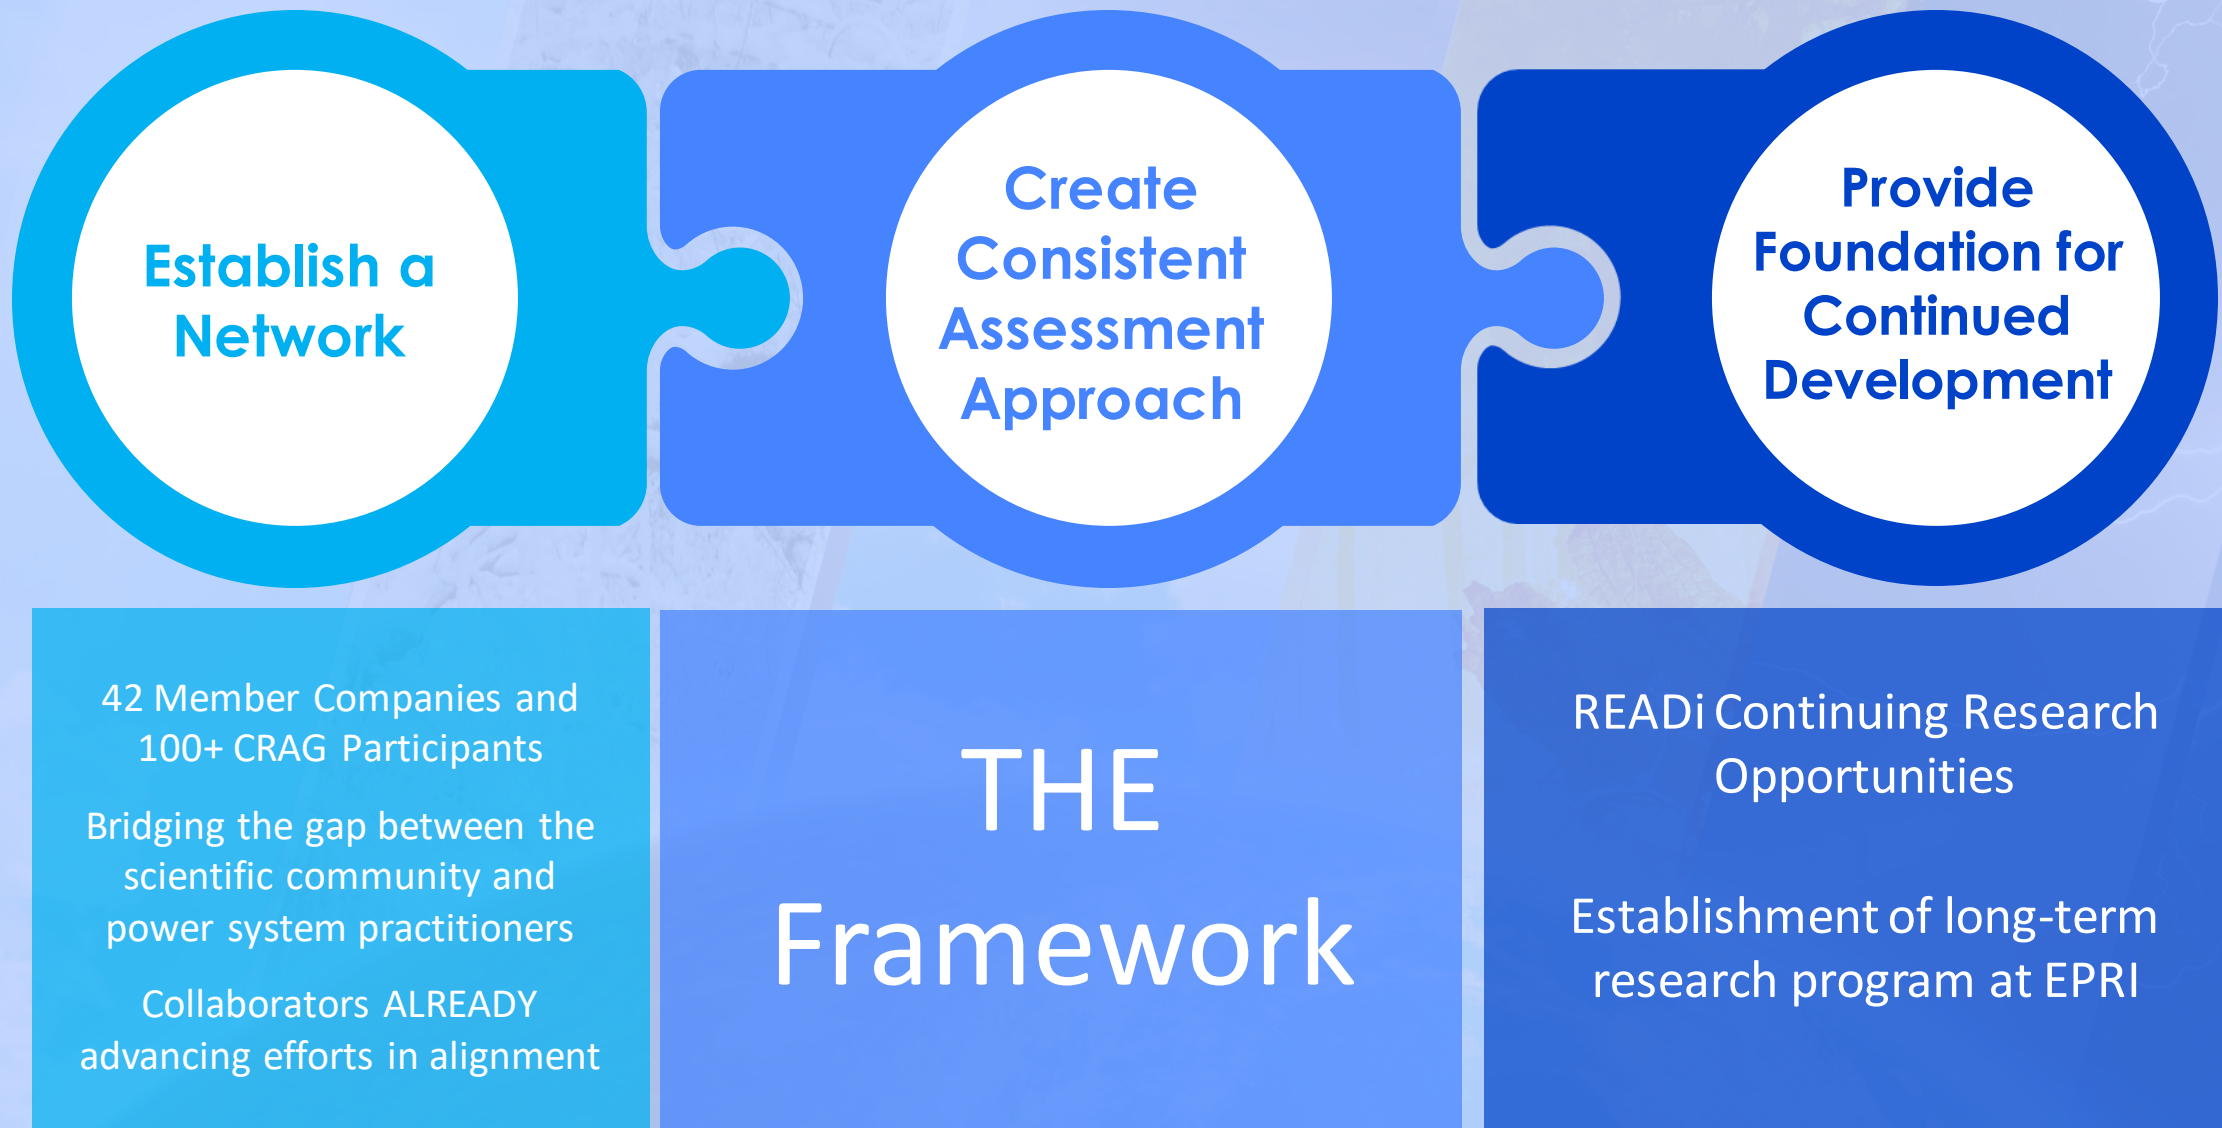 Establish a
Network
Create
Consistent
Assessment
Approach
Provide
Foundation for
Continued
Development
42 Member Companies and
100+ CRAG Participants
Bridging the gap between the
scientific community and
power system practitioners
Collaborators ALREADY
advancing efforts in alignment
THE
Framework
READi Continuing Research
Opportunities
Establishment of long-term
research program at EPRI